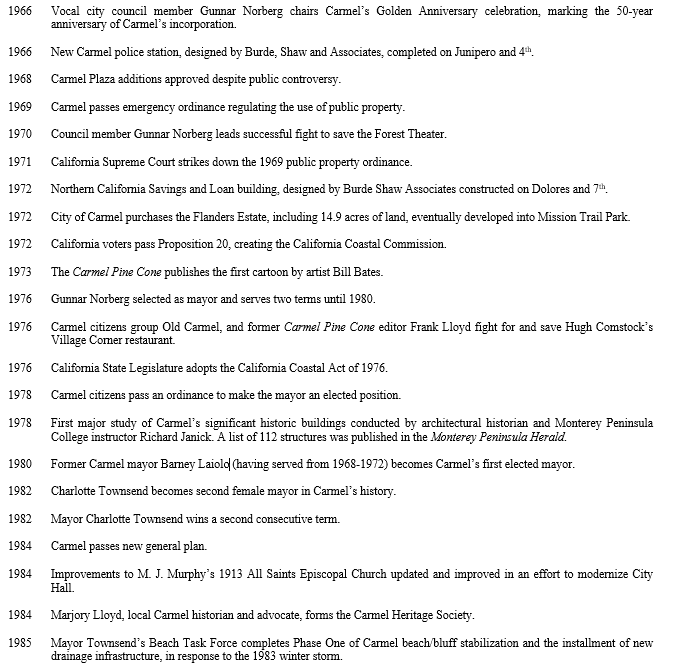 1966 Vocal city council member Gunnar Norberg chairs Carmel's Golden Anniversary celebration, marking the 50-year
anniversary of Carmel's incorporation.
1966 New Carmel police station, designed by Burde, Shaw and Associates, completed on Junipero and 4th.
1968 Carmel Plaza additions approved despite public controversy.
1969 Carmel passes emergency ordinance regulating the use of public property.
1970 Council member Gunnar Norberg leads successful fight to save the Forest Theater.
1971 California Supreme Court strikes down the 1969 public property ordinance.
1972 Northern California Savings and Loan building, designed by Burde Shaw Associates constructed on Dolores and 7th.
1972 City of Carmel purchases the Flanders Estate, including 14.9 acres of land, eventually developed into Mission Trail Park.
1972 California voters pass Proposition 20, creating the California Coastal Commission.
1973 The Carmel Pine Cone publishes the first cartoon by artist Bill Bates.
1976 Gunnar Norberg selected as mayor and serves two terms until 1980.
1976 Carmel citizens group Old Carmel, and former Carmel Pine Cone editor Frank Lloyd fight for and save Hugh Comstock's
Village Corner restaurant.
1976 California State Legislature adopts the California Coastal Act of 1976.
1978 Carmel citizens pass an ordinance to make the mayor an elected position.
1978 First major study of Carmel's significant historic buildings conducted by architectural historian and Monterey Peninsula
College instructor Richard Janick. A list of 112 structures was published in the Monterey Peninsula Herald.
1980 Former Carmel mayor Barney Laiolo (having served from 1968-1972) becomes Carmel's first elected mayor.
1982 Charlotte Townsend becomes second female mayor in Carmel's history.
1982 Mayor Charlotte Townsend wins a second consecutive term.
1984 Carmel passes new general plan.
1984 Improvements to M. J. Murphy's 1913 All Saints Episcopal Church updated and improved in an effort to modernize City
Hall.
1984 Marjory Lloyd, local Carmel historian and advocate, forms the Carmel Heritage Society.
1985 Mayor Townsend's Beach Task Force completes Phase One of Carmel beach/bluff stabilization and the installment of new
drainage infrastructure, in response to the 1983 winter storm.